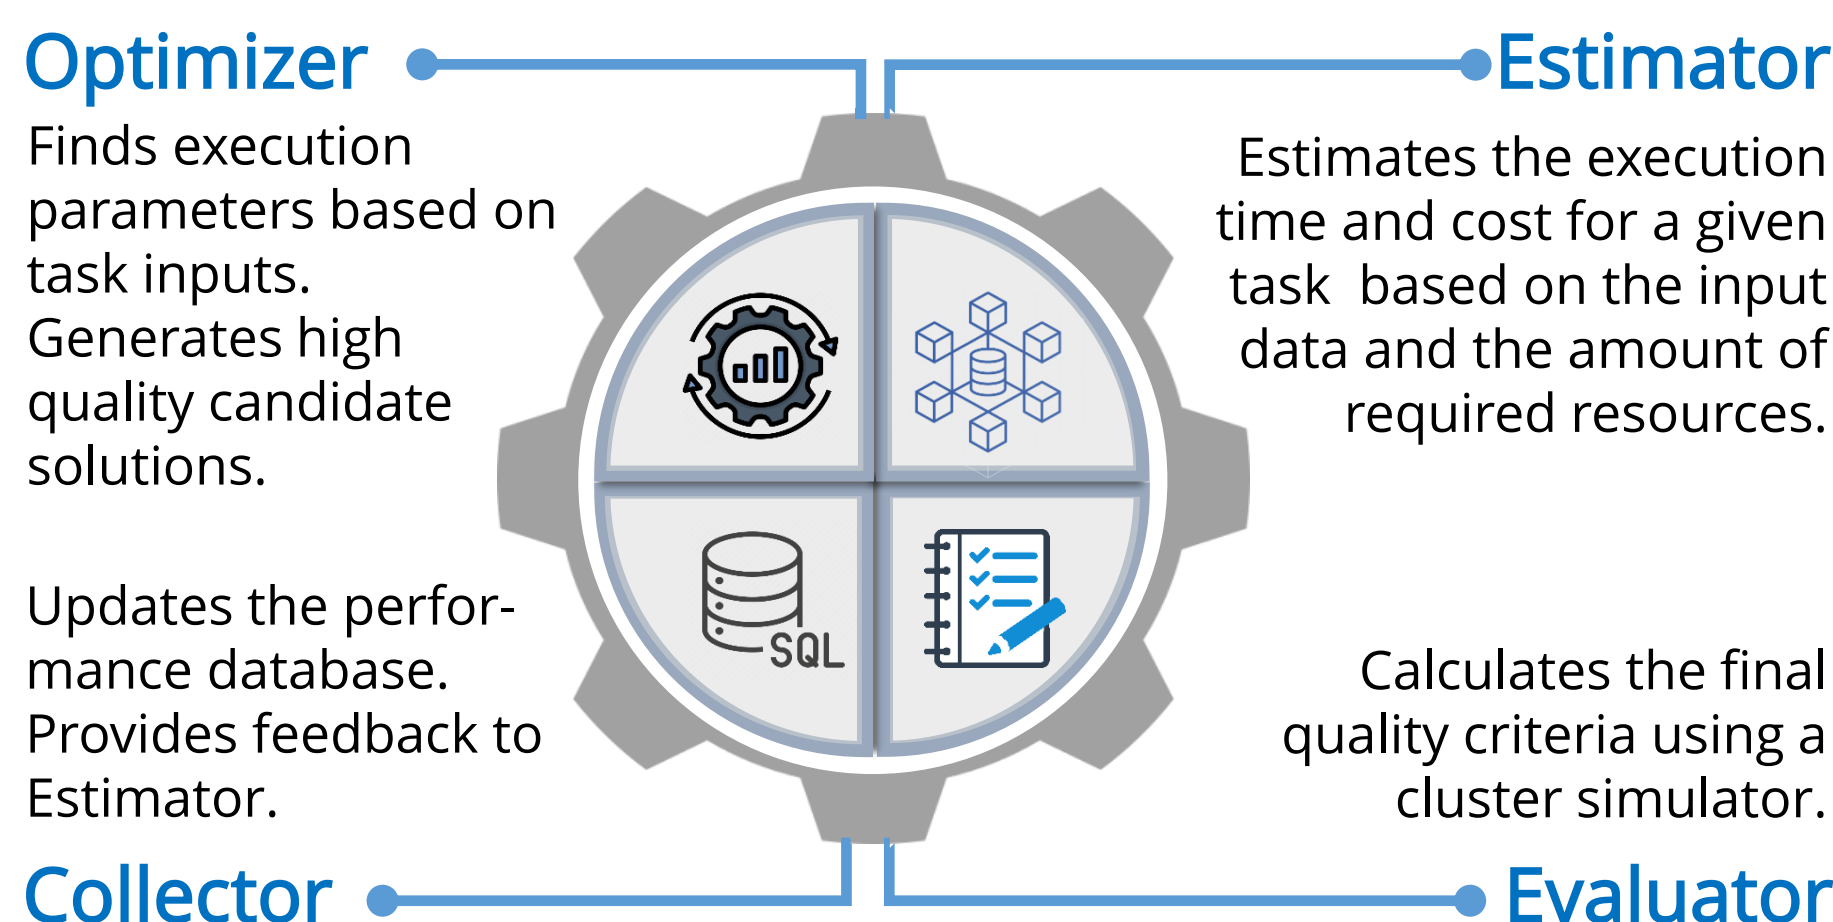 Optimizer
Finds execution
parameters based on
task inputs.
Generates high
quality candidate
solutions.
Estimator
Estimates the execution
time and cost for a given
task  based on the input
data and the amount of
required resources.
SQL
Updates the perfor-
mance database.
Provides feedback to
Estimator.
Collector
Calculates the final
quality criteria using a
cluster simulator.
Evaluator